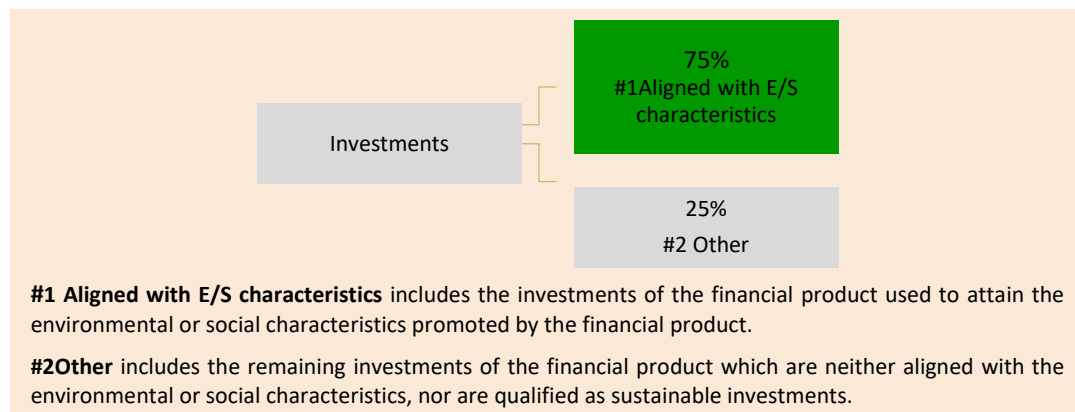 75%
#1Aligned with E/S
characteristics
Investments
25%
#2 Other
#1 Aligned with E/S characteristics includes the investments of the financial product used to attain the
environmental or social characteristics promoted by the financial product.
#2Other includes the remaining investments of the financial product which are neither aligned with the
environmental or social characteristics, nor are qualified as sustainable investments.